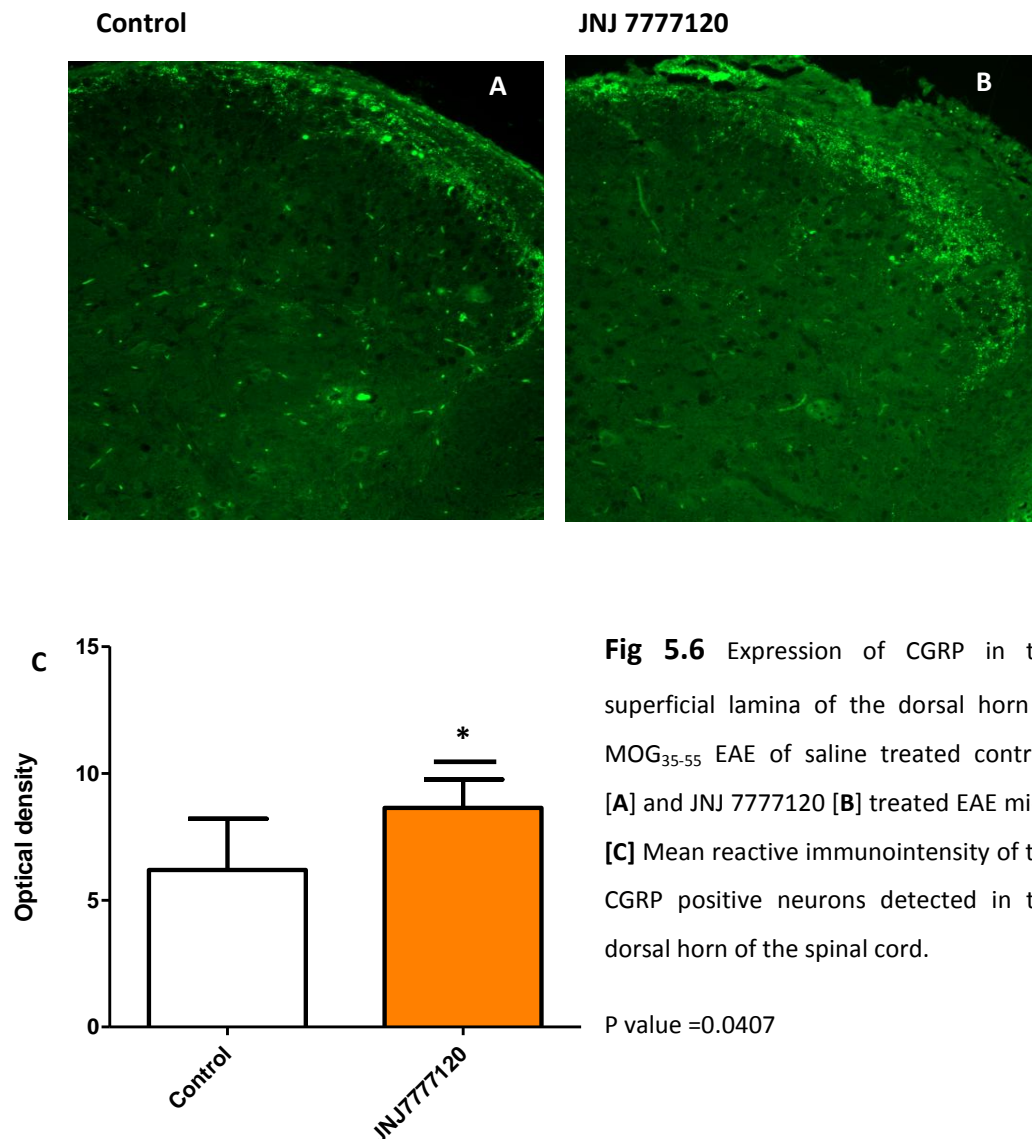 Control
JNJ 7777120
A
B
C
15
10
5
0
Optical density
*
Control
JNJ7777120
Fig 5.6 Expression of CGRP in
superficial lamina of the dorsal horn
MOG35-55 EAE of saline treated
[A] and JNJ 7777120 [B] treated EAE
[C] Mean reactive immunointensity of
CGRP positive neurons detected in
dorsal horn of the spinal cord.
P value =0.0407